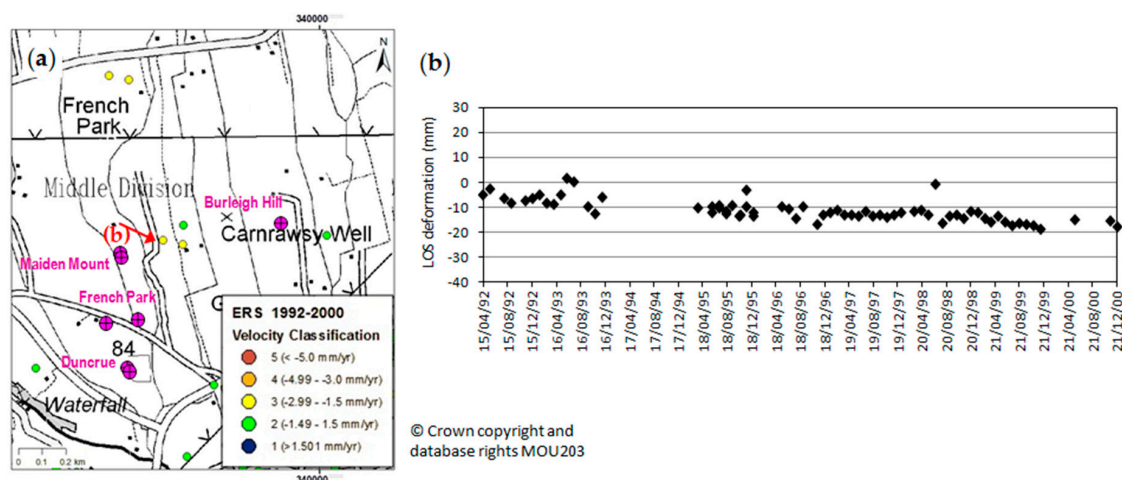 340000
(a)
N
French
Park
Middle Division
Burleigh Hill
(b)
Carnrawsy Well
Maiden Mount
French Park
G
84
Duncrue
Waterfall
0 0.1 0.2 km
ERS 1992-2000
Velocity Classification
5 (< -5.0 mm/yr)
4 (-4.99 - -3.0 mm/yr)
3 (-2.99 - -1.5 mm/yr)
2 (-1.49 - 1.5 mm/yr)
1 (>1.501 mm/yr)
340000
(b)
LOS deformation (mm)
30
20
10
0
-10
-20
-30
-40
15/04/92
15/08/92
15/12/92
16/04/93
16/08/93
16/12/93
17/04/94
17/08/94
17/12/94
18/04/95
18/08/95
18/12/95
18/04/96
18/08/96
18/12/96
19/04/97
19/08/97
19/12/97
20/04/98
20/08/98
20/12/98
21/04/99
21/08/99
21/12/99
21/04/00
21/08/00
21/12/00
© Crown copyright and
database rights MOU203